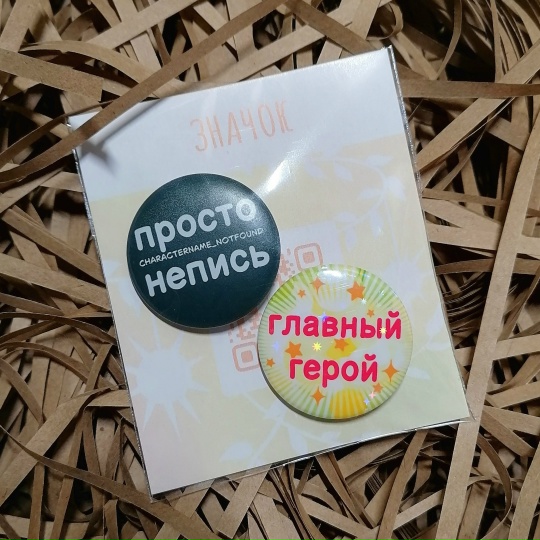 ЗНАЧОК
просто
CHARACTERNAME_NOTFOUND
непись
главный
герой